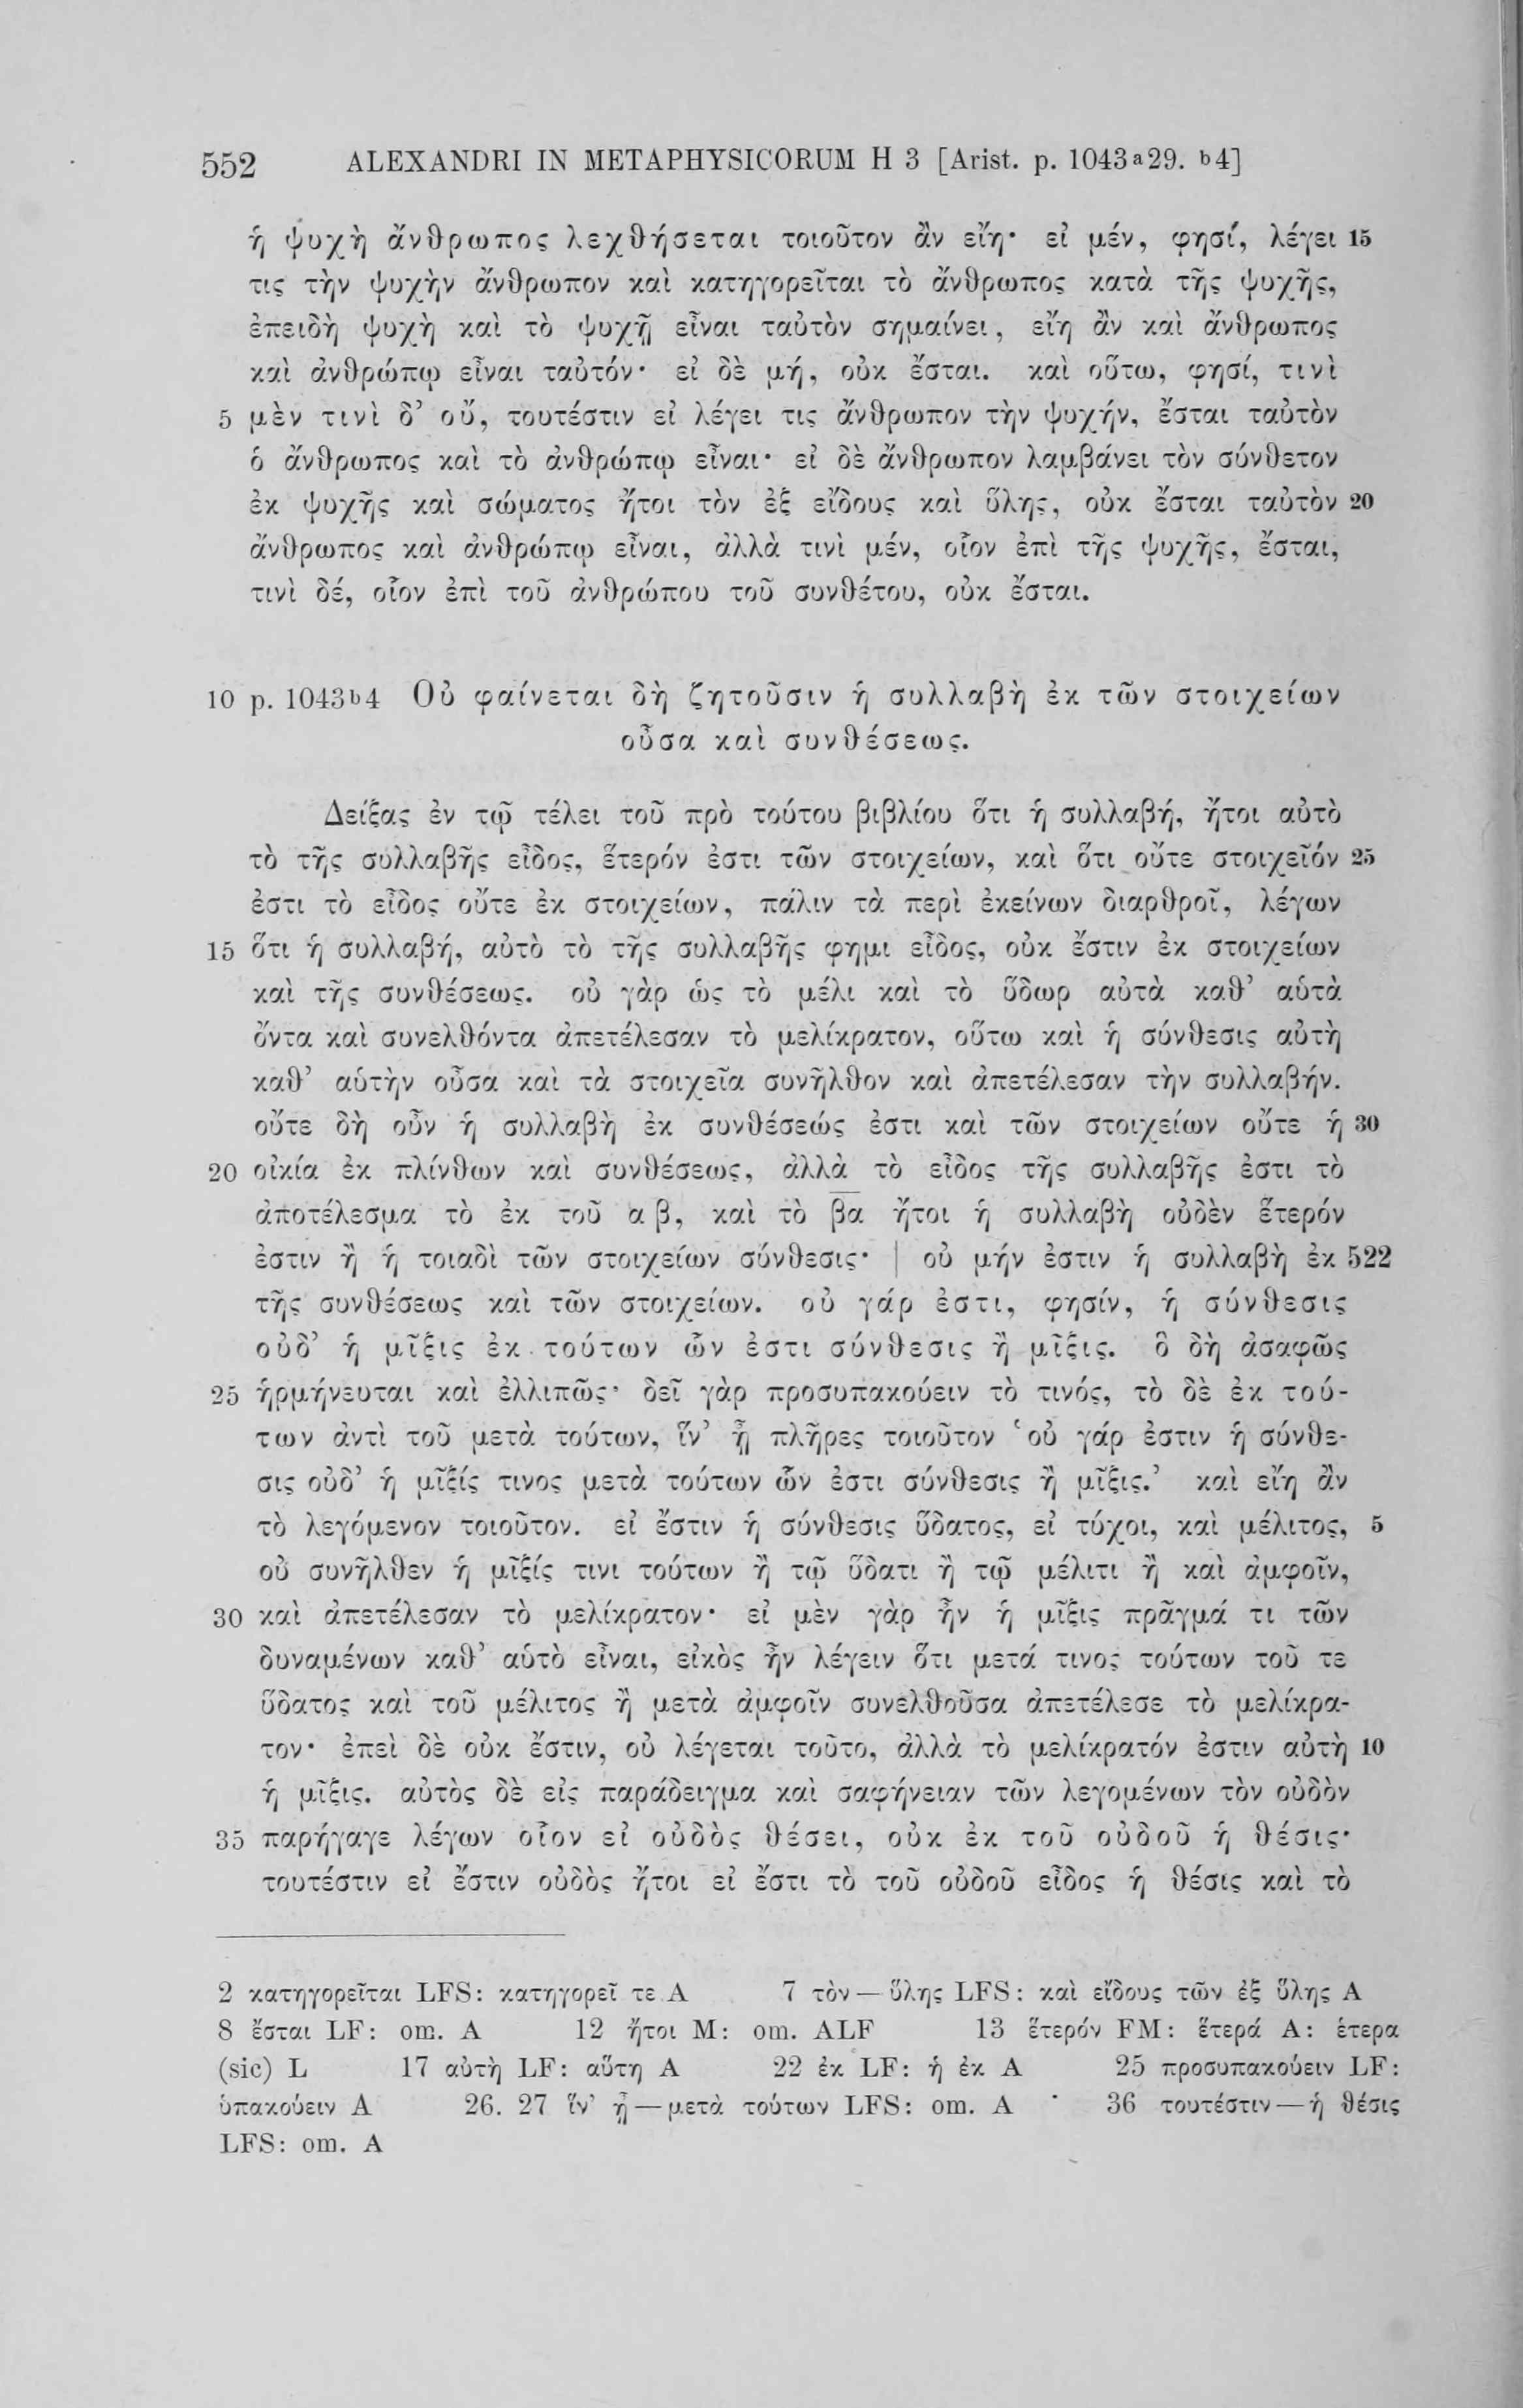 552 ALEXANDRI IN METAPHYSICORUM H 3 [Arist. p. 1043ᵃ29. ᵇ4]
ἡ ψυχὴ ἄνθρωπος λεχθήσεται τοιοῦτον ἂν εἴη· εἰ μέν, φησί, λέγει 15
τις τὴν ψυχὴν ἄνθρωπον καὶ κατηγορεῖται τὸ ἄνθρωπος κατὰ τῆς ψυχῆς,
ἐπειδὴ ψυχὴ καὶ τὸ ψυχῇ εἶναι ταὐτὸν σημαίνει, εἴη ἂν καὶ ἄνθρωπος
καὶ ἀνθρώπῳ εἶναι ταὐτόν· εἰ δὲ μή, οὐκ ἔσται. καὶ οὕτω, φησί, τινὶ
5 μὲν τινὶ δ’ οὔ, τουτέστιν εἰ λέγει τις ἄνθρωπον τὴν ψυχήν, ἔσται ταὐτὸν
ὁ ἄνθρωπος καὶ τὸ ἀνθρώπῳ εἶναι· εἰ δὲ ἄνθρωπον λαμβάνει τὸν σύνθετον
ἐκ ψυχῆς καὶ σώματος ἤτοι τὸν ἐξ εἴδους καὶ ὕλης, οὐκ ἔσται ταὐτὸν 20
ἄνθρωπος καὶ ἀνθρώπῳ εἶναι, ἀλλὰ τινὶ μέν, οἷον ἐπὶ τῆς ψυχῆς, ἔσται,
τινὶ δέ, οἷον ἐπὶ τοῦ ἀνθρώπου τοῦ συνθέτου, οὐκ ἔσται.
10 p. 1043ᵇ4 Οὐ φαίνεται δὴ ζητοῦσιν ἡ συλλαβὴ ἐκ τῶν στοιχείων
οὖσα καὶ συνθέσεως.
Δείξας ἐν τῷ τέλει τοῦ πρὸ τούτου βιβλίου ὅτι ἡ συλλαβή, ἤτοι αὐτὸ
τὸ τῆς συλλαβῆς εἶδος, ἕτερόν ἐστι τῶν στοιχείων, καὶ ὅτι οὔτε στοιχεῖόν 25
ἐστι τὸ εἶδος οὔτε ἐκ στοιχείων, πάλιν τὰ περὶ ἐκείνων διαρθροῖ, λέγων
15 ὅτι ἡ συλλαβή, αὐτὸ τὸ τῆς συλλαβῆς φημι εἶδος, οὐκ ἔστιν ἐκ στοιχείων
καὶ τῆς συνθέσεως. οὐ γὰρ ὡς τὸ μέλι καὶ τὸ ὕδωρ αὐτὰ καθ’ αὑτὰ
ὄντα καὶ συνελθόντα ἀπετέλεσαν τὸ μελίκρατον, οὕτω καὶ ἡ σύνθεσις αὐτὴ
καθ’ αὑτὴν οὖσα καὶ τὰ στοιχεῖα συνῆλθον καὶ ἀπετέλεσαν τὴν συλλαβήν.
οὔτε δὴ οὖν ἡ συλλαβὴ ἐκ συνθέσεώς ἐστι καὶ τῶν στοιχείων οὔτε ἡ 30
20 οἰκία ἐκ πλίνθων καὶ συνθέσεως, ἀλλὰ τὸ εἶδος τῆς συλλαβῆς ἐστι τὸ
ἀποτέλεσμα τὸ ἐκ τοῦ α β, καὶ τὸ β̅α̅ ἤτοι ἡ συλλαβὴ οὐδὲν ἕτερόν
ἐστιν ἢ ἡ τοιαδὶ τῶν στοιχείων σύνθεσις· | οὐ μήν ἐστιν ἡ συλλαβὴ ἐκ 522
τῆς συνθέσεως καὶ τῶν στοιχείων. οὐ γάρ ἐστι, φησίν, ἡ σύνθεσις
οὐδ’ ἡ μῖξις ἐκ τούτων ὧν ἐστι σύνθεσις ἢ μῖξις. ὃ δὴ ἀσαφῶς
25 ἡρμήνευται καὶ ἐλλιπῶς· δεῖ γὰρ προσυπακούειν τὸ τινός, τὸ δὲ ἐκ τού-
των ἀντὶ τοῦ μετὰ τούτων, ἵν’ ᾖ πλῆρες τοιοῦτον ‘οὐ γάρ ἐστιν ἡ σύνθε-
σις οὐδ’ ἡ μῖξίς τινος μετὰ τούτων ὧν ἐστι σύνθεσις ἢ μῖξις.’ καὶ εἴη ἂν
τὸ λεγόμενον τοιοῦτον. εἰ ἔστιν ἡ σύνθεσις ὕδατος, εἰ τύχοι, καὶ μέλιτος, 5
οὐ συνῆλθεν ἡ μῖξίς τινι τούτων ἢ τῷ ὕδατι ἢ τῷ μέλιτι ἢ καὶ ἀμφοῖν,
30 καὶ ἀπετέλεσαν τὸ μελίκρατον· εἰ μὲν γὰρ ἦν ἡ μῖξις πρᾶγμά τι τῶν
δυναμένων καθ’ αὑτὸ εἶναι, εἰκὸς ἦν λέγειν ὅτι μετά τινος τούτων τοῦ τε
ὕδατος καὶ τοῦ μέλιτος ἢ μετὰ ἀμφοῖν συνελθοῦσα ἀπετέλεσε τὸ μελίκρα-
τον· ἐπεὶ δὲ οὐκ ἔστιν, οὐ λέγεται τοῦτο, ἀλλὰ τὸ μελίκρατόν ἐστιν αὐτὴ 10
ἡ μῖξις. αὐτὸς δὲ εἰς παράδειγμα καὶ σαφήνειαν τῶν λεγομένων τὸν οὐδὸν
35 παρήγαγε λέγων οἷον εἰ οὐδὸς θέσει, οὐκ ἐκ τοῦ οὐδοῦ ἡ θέσις·
τουτέστιν εἰ ἔστιν οὐδὸς ἤτοι εἰ ἔστι τὸ τοῦ οὐδοῦ εἶδος ἡ θέσις καὶ τὸ
2 κατηγορεῖται LFS: κατηγορεῖ τε A 7 τὸν — ὕλης LFS: καὶ εἴδους τῶν ἐξ ὕλης A
8 ἔσται LF: om. A 12 ἤτοι M: om. ALF 13 ἕτερόν FM: ἕτερά A: ἑτερα
(sic) L 17 αὐτὴ LF: αὕτη A 22 ἐκ LF: ἡ ἐκ A 25 προσυπακούειν LF:
ὑπακούειν A 26. 27 ἵν’ ᾖ — μετὰ τούτων LFS: om. A 36 τουτέστιν — ἡ θέσις
LFS: om. A